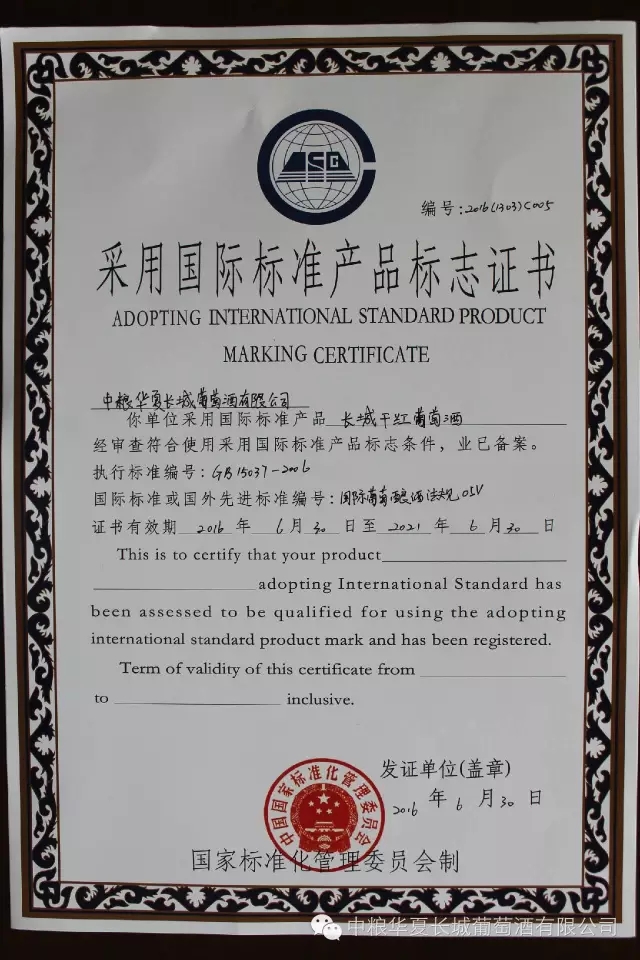 ASC
编号:2016(1303)C005
采用国际标准产品标志证书
ADOPTING INTERNATIONAL STANDARD PRODUCT
MARKING CERTIFICATE
中粮华夏长城葡萄酒有限公司
你单位采用国际标准产品 长城干红葡萄酒
经审查符合使用采用国际标准产品标志条件,业已备案。
执行标准编号:GB15037-2006
国际标准或国外先进标准编号:国际葡萄酿酒法规OIV
证书有效期 2016 年 6 月 30 日至 2021 年 6 月 30 日
This is to certify that your product
adopting International Standard has
been assessed to be qualified for using the adopting
international standard product mark and has been registered.
Term of validity of this certificate from
to inclusive.
发证单位(盖章)
2016 年 6 月 30 日
中国国家标准化管理委员会
国家标准化管理委员会制
中粮华夏长城葡萄酒有限公司